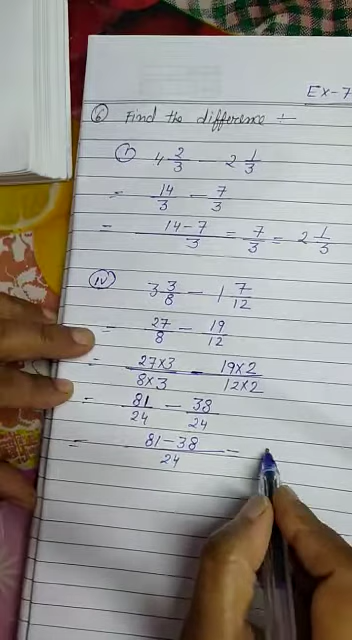 Ex-7
⑥ Find the difference :-
(i) 4 2/3 - 2 1/3
= 14/3 - 7/3
= 14-7/3 = 7/3 = 2 1/3
(iv) 3 3/8 - 1 7/12
= 27/8 - 19/12
= 27×3/8×3 - 19×2/12×2
= 81/24 - 38/24
= 81-38/24 =